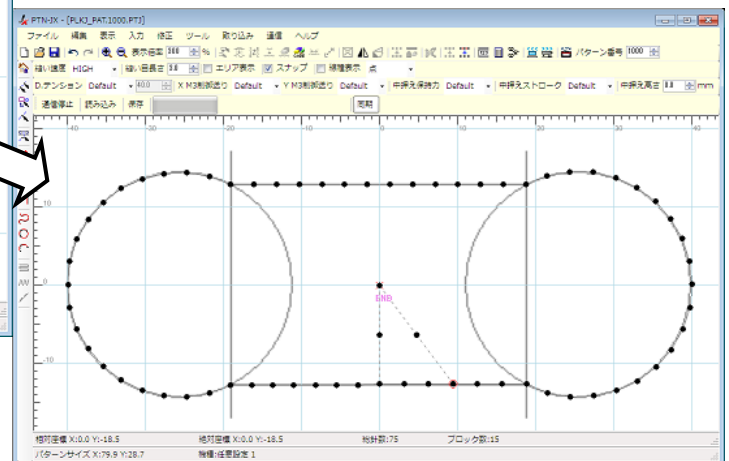 PTN-JX - [PLKJ_PAT.1000.PTJ]
ファイル 編集 表示 入力 修正 ツール 取り込み 通信 ヘルプ
表示倍率 300 % パターン番号 1000
縫い速度 HIGH 縫い目長さ 3.0 エリア表示 スナップ 線種表示 点
D.テンション Default 40.0 X M3制御送り Default Y M3制御送り Default 中押え保持力 Default 中押えストローク Default 中押え高さ mm
通信停止 読み込み 保存 同期
-40 -30 -20 -10 0 10 20 30 40
10
0
END
-10
相対座標 X:0.0 Y:-18.5 絶対座標 X:0.0 Y:-18.5 総針数:75 ブロック数:15
パターンサイズ X:79.9 Y:28.7 機種:任意設定 1